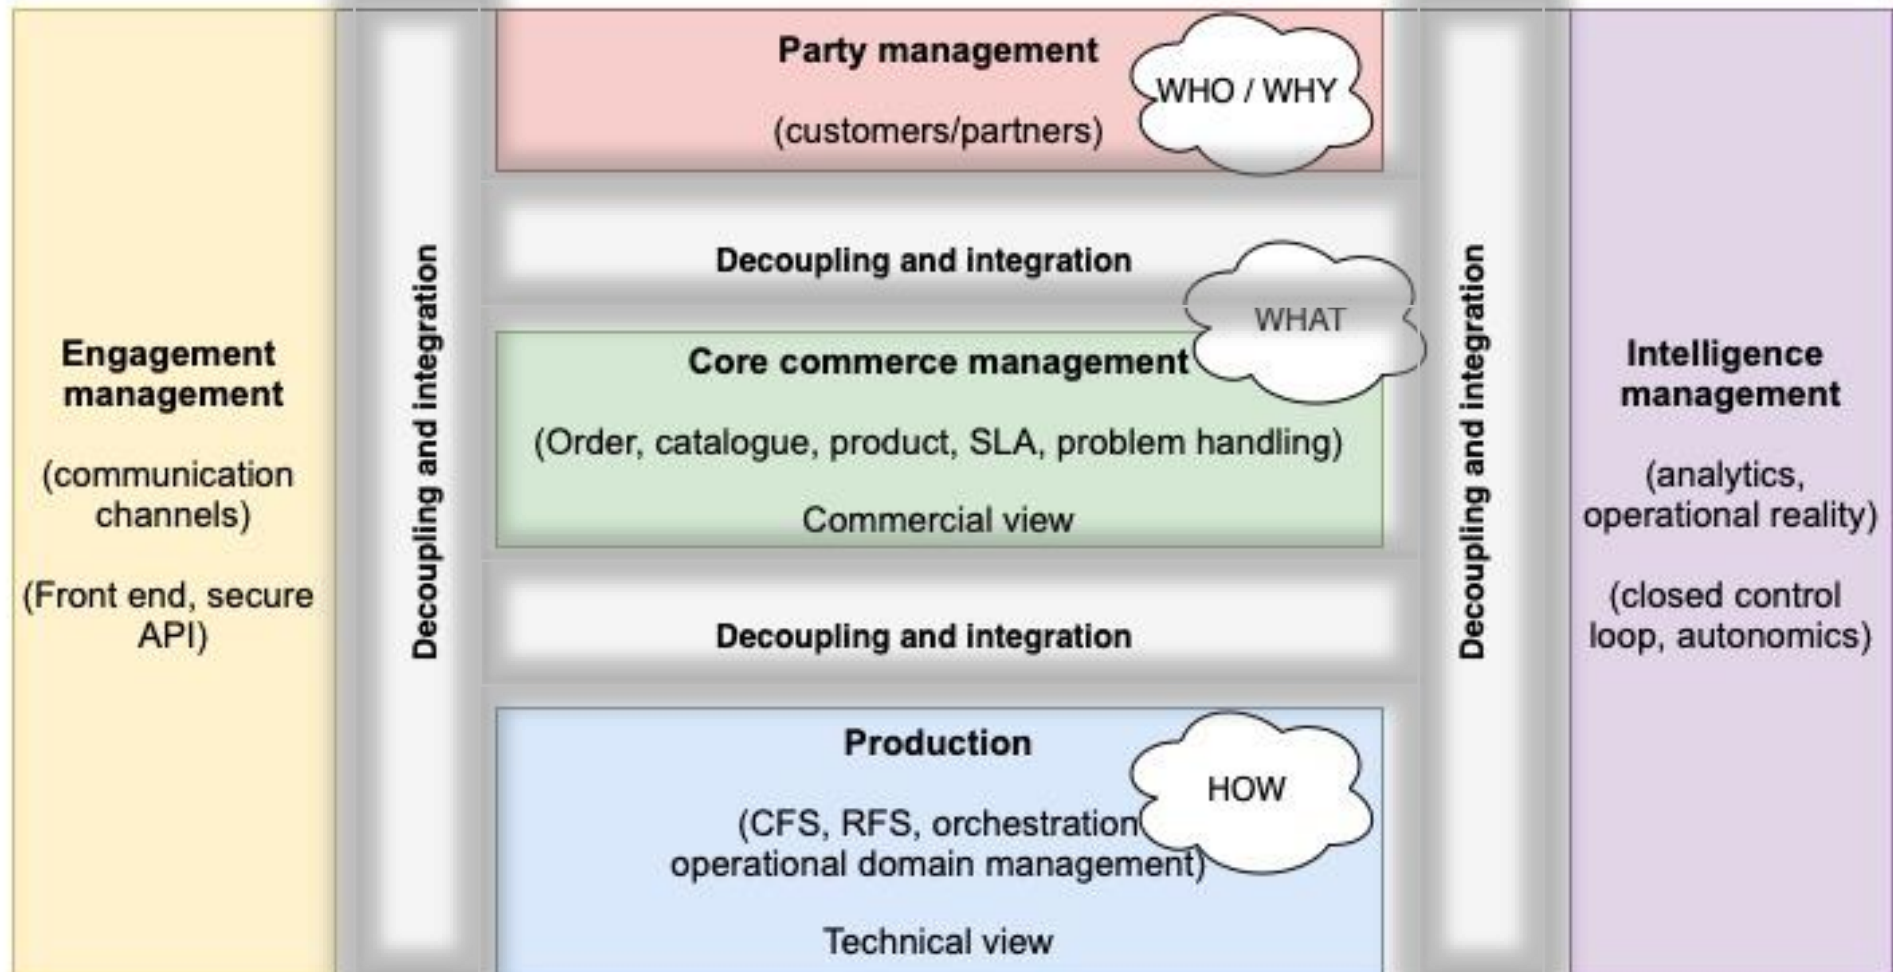 Engagement
management
(communication
channels)
(Front end, secure
API)
Decoupling and integration
Party management
(customers/partners)
WHO / WHY
Decoupling and integration
WHAT
Core commerce management
(Order, catalogue, product, SLA, problem handling)
Commercial view
Decoupling and integration
Production
(CFS, RFS, orchestration
operational domain management)
Technical view
HOW
Decoupling and integration
Intelligence
management
(analytics,
operational reality)
(closed control
loop, autonomics)